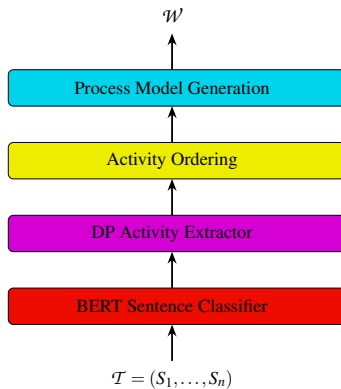 𝒲
Process Model Generation
Activity Ordering
DP Activity Extractor
BERT Sentence Classifier
𝒯 = (S₁,…,Sₙ)